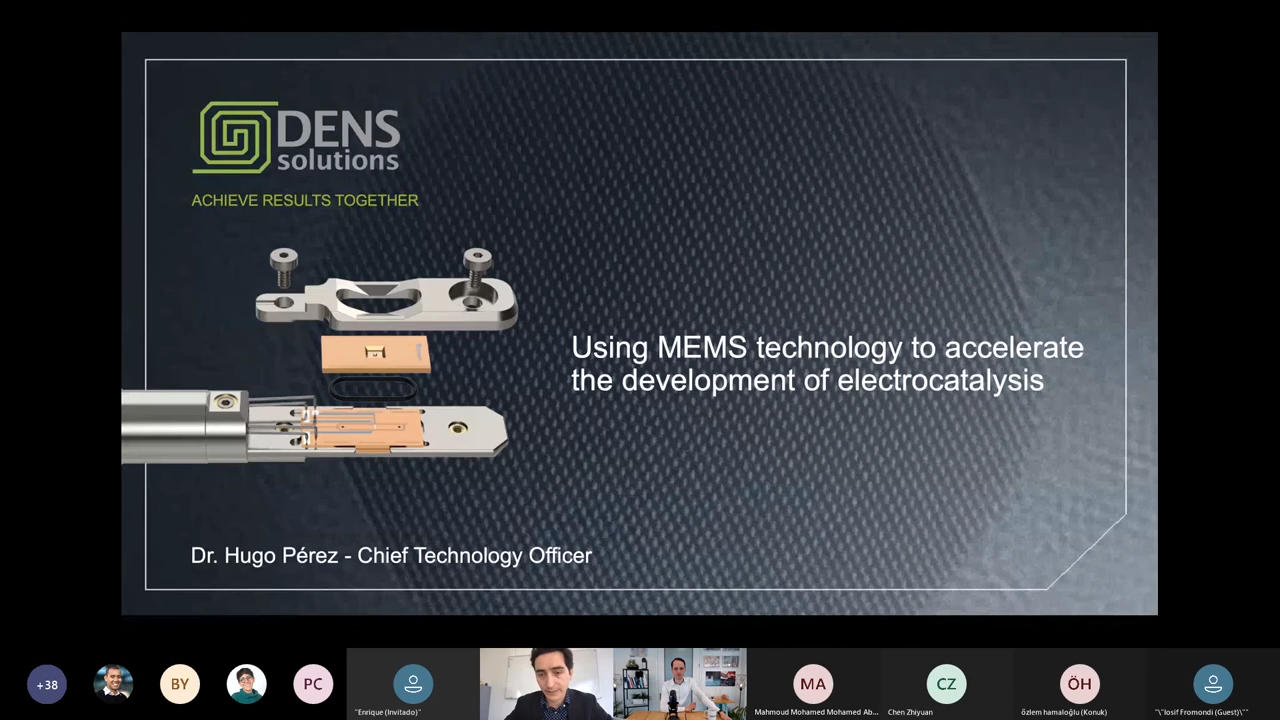 DENS
solutions
ACHIEVE RESULTS TOGETHER
Using MEMS technology to accelerate
the development of electrocatalysis
Dr. Hugo Pérez - Chief Technology Officer
+38
BY
PC
"Enrique (Invitado)"
MA
Mahmoud Mohamed Mohamed Ab...
CZ
Chen Zhiyuan
ÖH
özlem hamaloğlu (Konuk)
"\"Iosif Fromondi (Guest)\""